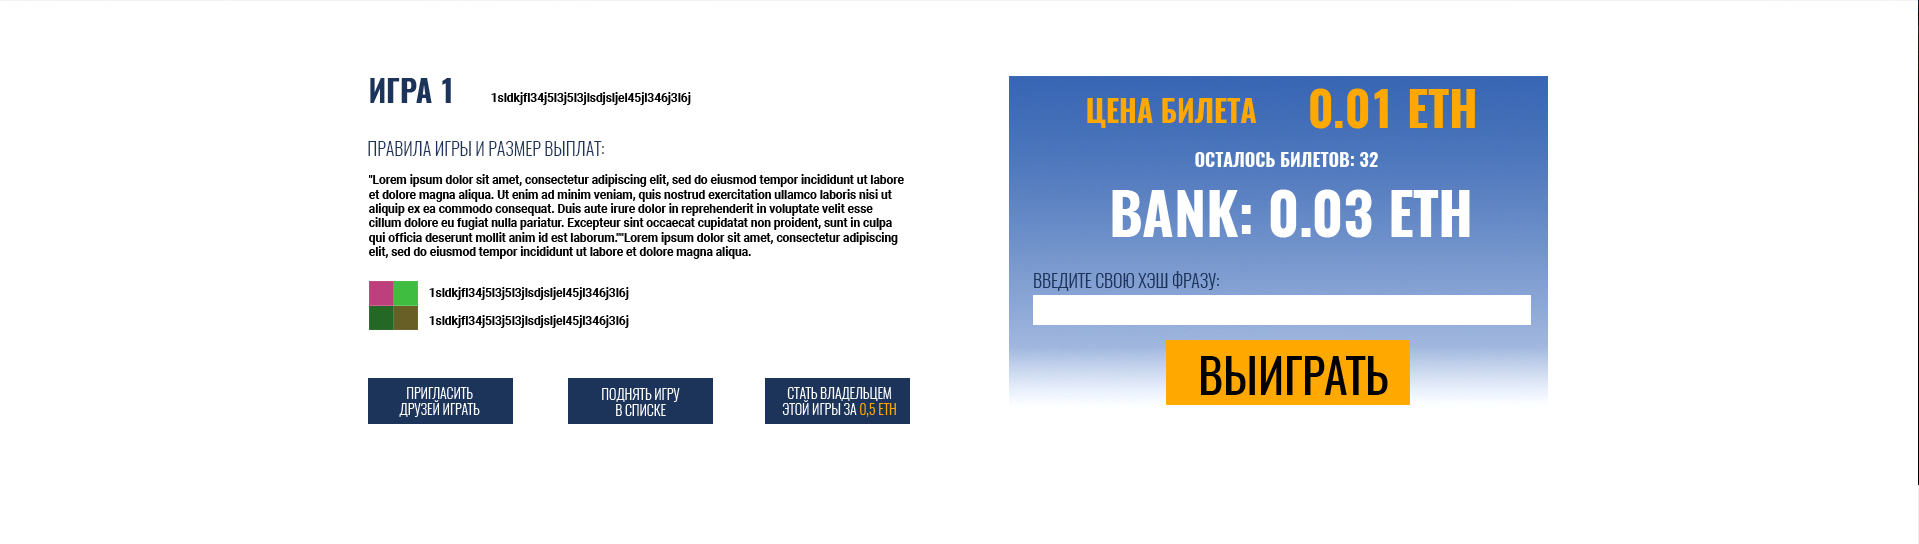 ИГРА 1
1sldkjfl34j5l3j5l3jlsdjsljel45jl346j3l6j
ПРАВИЛА ИГРЫ И РАЗМЕР ВЫПЛАТ:
"Lorem ipsum dolor sit amet, consectetur adipiscing elit, sed do eiusmod tempor incididunt ut labore
et dolore magna aliqua. Ut enim ad minim veniam, quis nostrud exercitation ullamco laboris nisi ut
aliquip ex ea commodo consequat. Duis aute irure dolor in reprehenderit in voluptate velit esse
cillum dolore eu fugiat nulla pariatur. Excepteur sint occaecat cupidatat non proident, sunt in culpa
qui officia deserunt mollit anim id est laborum.""Lorem ipsum dolor sit amet, consectetur adipiscing
elit, sed do eiusmod tempor incididunt ut labore et dolore magna aliqua.
1sldkjfl34j5l3j5l3jlsdjsljel45jl346j3l6j
1sldkjfl34j5l3j5l3jlsdjsljel45jl346j3l6j
ПРИГЛАСИТЬ
ДРУЗЕЙ ИГРАТЬ
ПОДНЯТЬ ИГРУ
В СПИСКЕ
СТАТЬ ВЛАДЕЛЬЦЕМ
ЭТОЙ ИГРЫ ЗА 0,5 ETH
ЦЕНА БИЛЕТА
0.01 ETH
ОСТАЛОСЬ БИЛЕТОВ: 32
BANK: 0.03 ETH
ВВЕДИТЕ СВОЮ ХЭШ ФРАЗУ:
ВЫИГРАТЬ